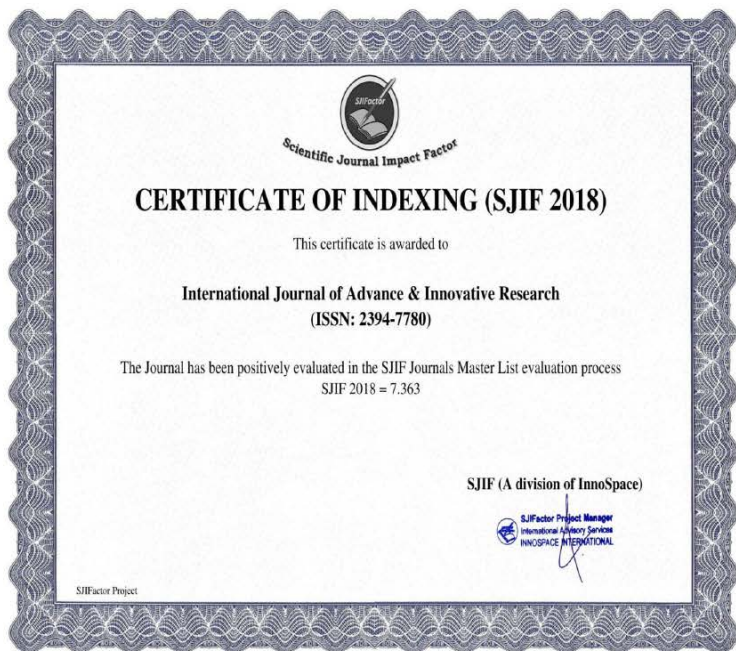 SJIFactor
Scientific Journal Impact Factor
CERTIFICATE OF INDEXING (SJIF 2018)
This certificate is awarded to
International Journal of Advance & Innovative Research
(ISSN: 2394-7780)
The Journal has been positively evaluated in the SJIF Journals Master List evaluation process
SJIF 2018 = 7.363
SJIF (A division of InnoSpace)
SJIFactor Project Manager
International Advisory Services
INNOSPACE INTERNATIONAL
SJIFactor Project